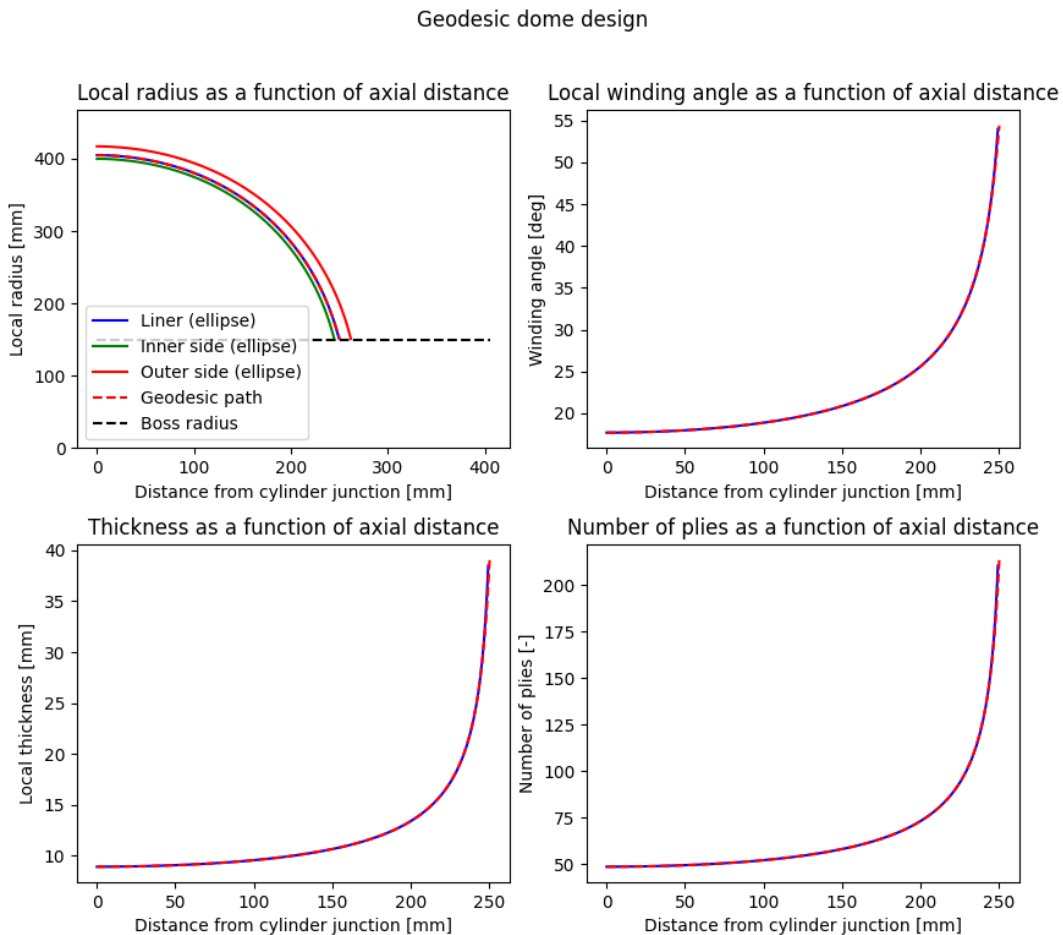 Geodesic dome design
Local radius as a function of axial distance
Local radius [mm]
400
300
200
100
0
Liner (ellipse)
Inner side (ellipse)
Outer side (ellipse)
Geodesic path
Boss radius
0 100 200 300 400
Distance from cylinder junction [mm]
Local winding angle as a function of axial distance
Winding angle [deg]
55
50
45
40
35
30
25
20
0 50 100 150 200 250
Distance from cylinder junction [mm]
Thickness as a function of axial distance
Local thickness [mm]
40
35
30
25
20
15
10
0 50 100 150 200 250
Distance from cylinder junction [mm]
Number of plies as a function of axial distance
Number of plies [-]
200
175
150
125
100
75
50
0 50 100 150 200 250
Distance from cylinder junction [mm]